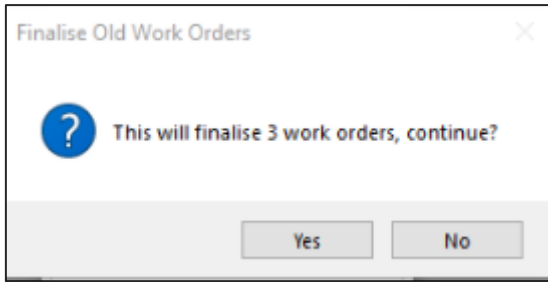 Finalise Old Work Orders
This will finalise 3 work orders, continue?
Yes
No